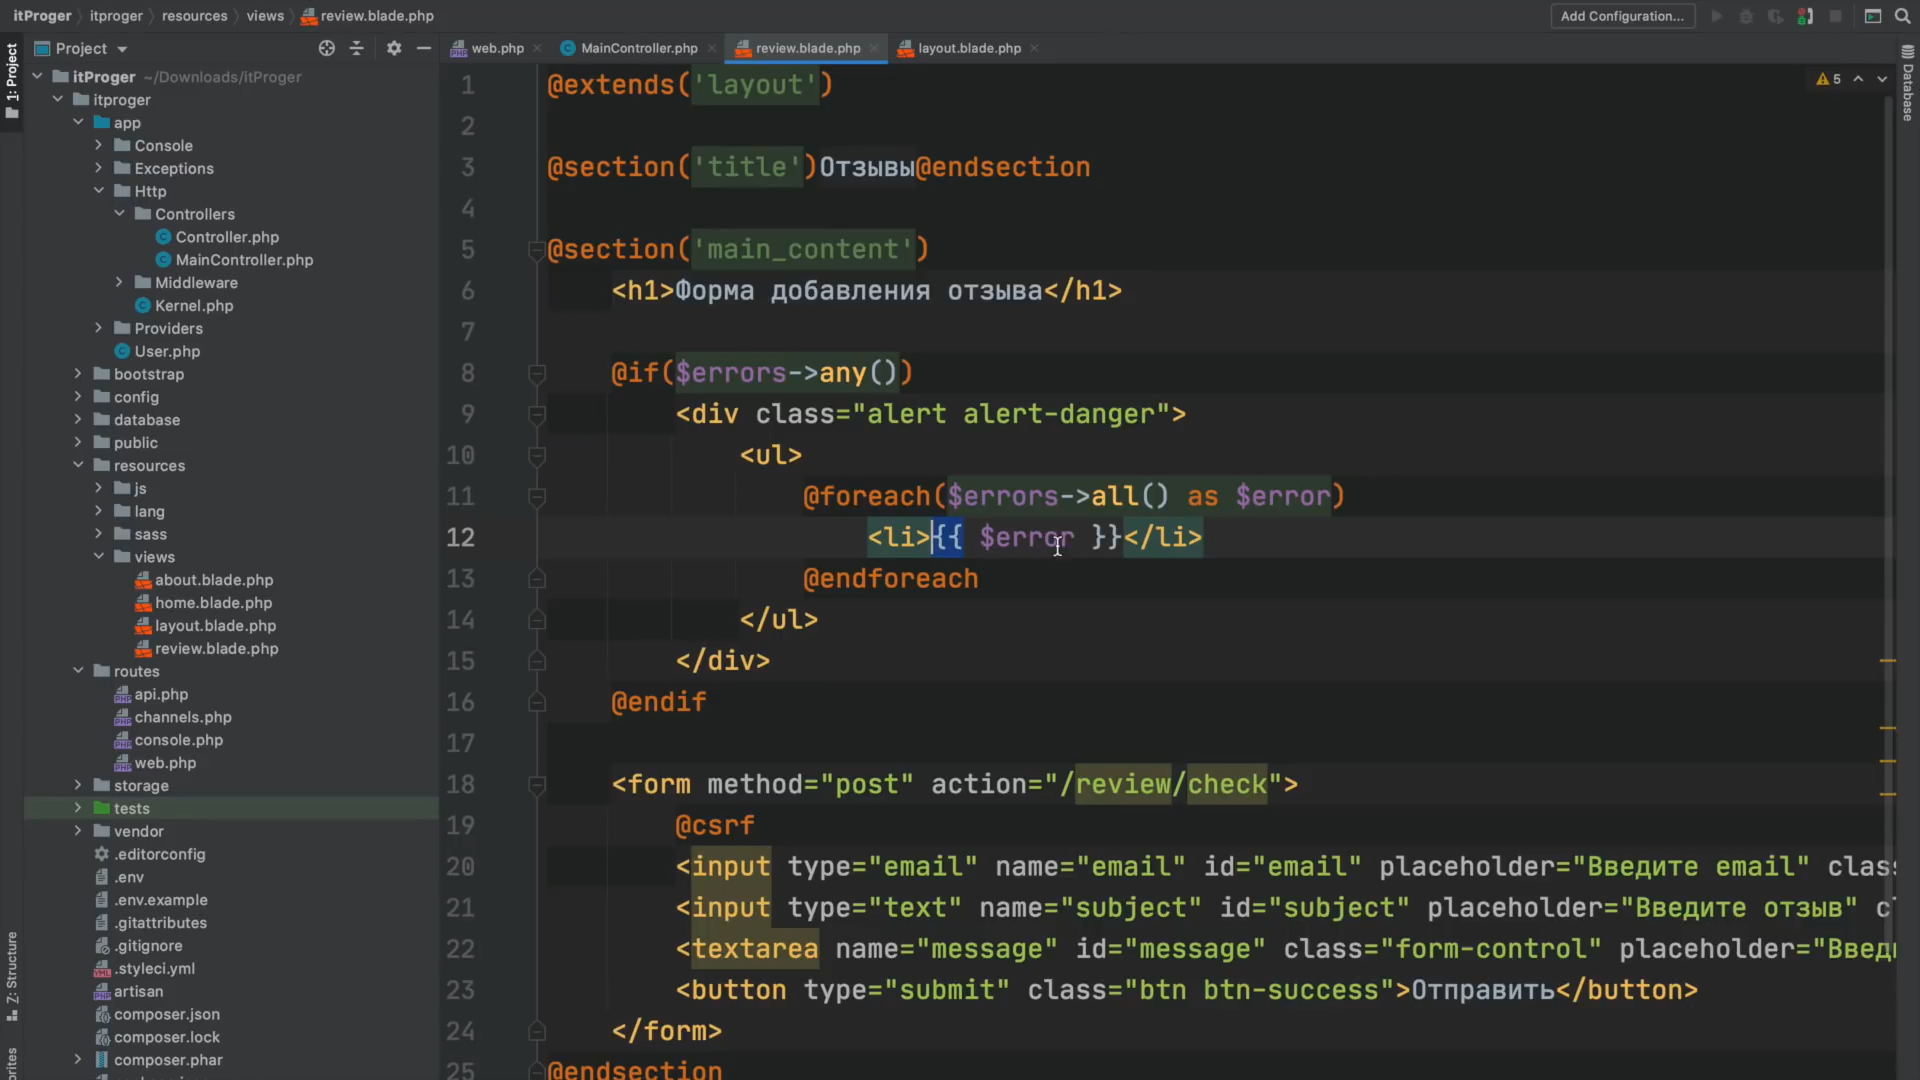 itProger itproger resources views review.blade.php Add Configuration...
Project
web.php MainController.php review.blade.php layout.blade.php
1: Project
Database
Z: Structure
itProger ~/Downloads/itProger
itproger
app
Console
Exceptions
Http
Controllers
Controller.php
MainController.php
Middleware
Kernel.php
Providers
User.php
bootstrap
config
database
public
resources
js
lang
sass
views
about.blade.php
home.blade.php
layout.blade.php
review.blade.php
routes
api.php
channels.php
console.php
web.php
storage
tests
vendor
.editorconfig
.env
.env.example
.gitattributes
.gitignore
.styleci.yml
artisan
composer.json
composer.lock
composer.phar
5
1 @extends('layout')
2
3 @section('title')Отзывы@endsection
4
5 @section('main_content')
6 <h1>Форма добавления отзыва</h1>
7
8 @if($errors->any())
9 <div class="alert alert-danger">
10 <ul>
11 @foreach($errors->all() as $error)
12 <li>{{ $error }}</li>
13 @endforeach
14 </ul>
15 </div>
16 @endif
17
18 <form method="post" action="/review/check">
19 @csrf
20 <input type="email" name="email" id="email" placeholder="Введите email" clas
21 <input type="text" name="subject" id="subject" placeholder="Введите отзыв" c
22 <textarea name="message" id="message" class="form-control" placeholder="Введ
23 <button type="submit" class="btn btn-success">Отправить</button>
24 </form>
25 @endsection